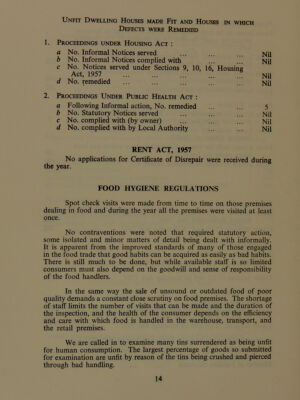 Unfit Dwelling Houses made Fit and Houses in which
Defects were Remedied
1. Proceedings under Housing Act :
a No. Informal Notices served ... ... ... Nil
b No. Informal Notices complied with ... ... Nil
c No. Notices served under Sections 9, 10, 16, Housing
Act, 1957 ... ... ... ... Nil
d No. remedied ... ... ... ... Nil
2. Proceedings Under Public Health Act :
a Following Informal action, No. remedied ... ... 5
b No. Statutory Notices served ... ... ... Nil
c No. complied with (by owner) ... ... ... Nil
d No. complied with by Local Authority ... ... Nil
RENT ACT, 1957
No applications for Certificate of Disrepair were received during
the year.
FOOD HYGIENE REGULATIONS
Spot check visits were made from time to time on those premises
dealing in food and during the year all the premises were visited at least
once.
No contraventions were noted that required statutory action,
some isolated and minor matters of detail being dealt with informally.
It is apparent from the improved standards of many of those engaged
in the food trade that good habits can be acquired as easily as bad habits.
There is still much to be done, but while available staff is so limited
consumers must also depend on the goodwill and sense of responsibility
of the food handlers.
In the same way the sale of unsound or outdated food of poor
quality demands a constant close scrutiny on food premises. The shortage
of staff limits the number of visits that can be made and the duration of
the inspection, and the health of the consumer depends on the efficiency
and care with which food is handled in the warehouse, transport, and
the retail premises.
We are called in to examine many tins surrendered as being unfit
for human consumption. The largest percentage of goods so submitted
for examination are unfit by reason of the tins being crushed and pierced
through bad handling.
14